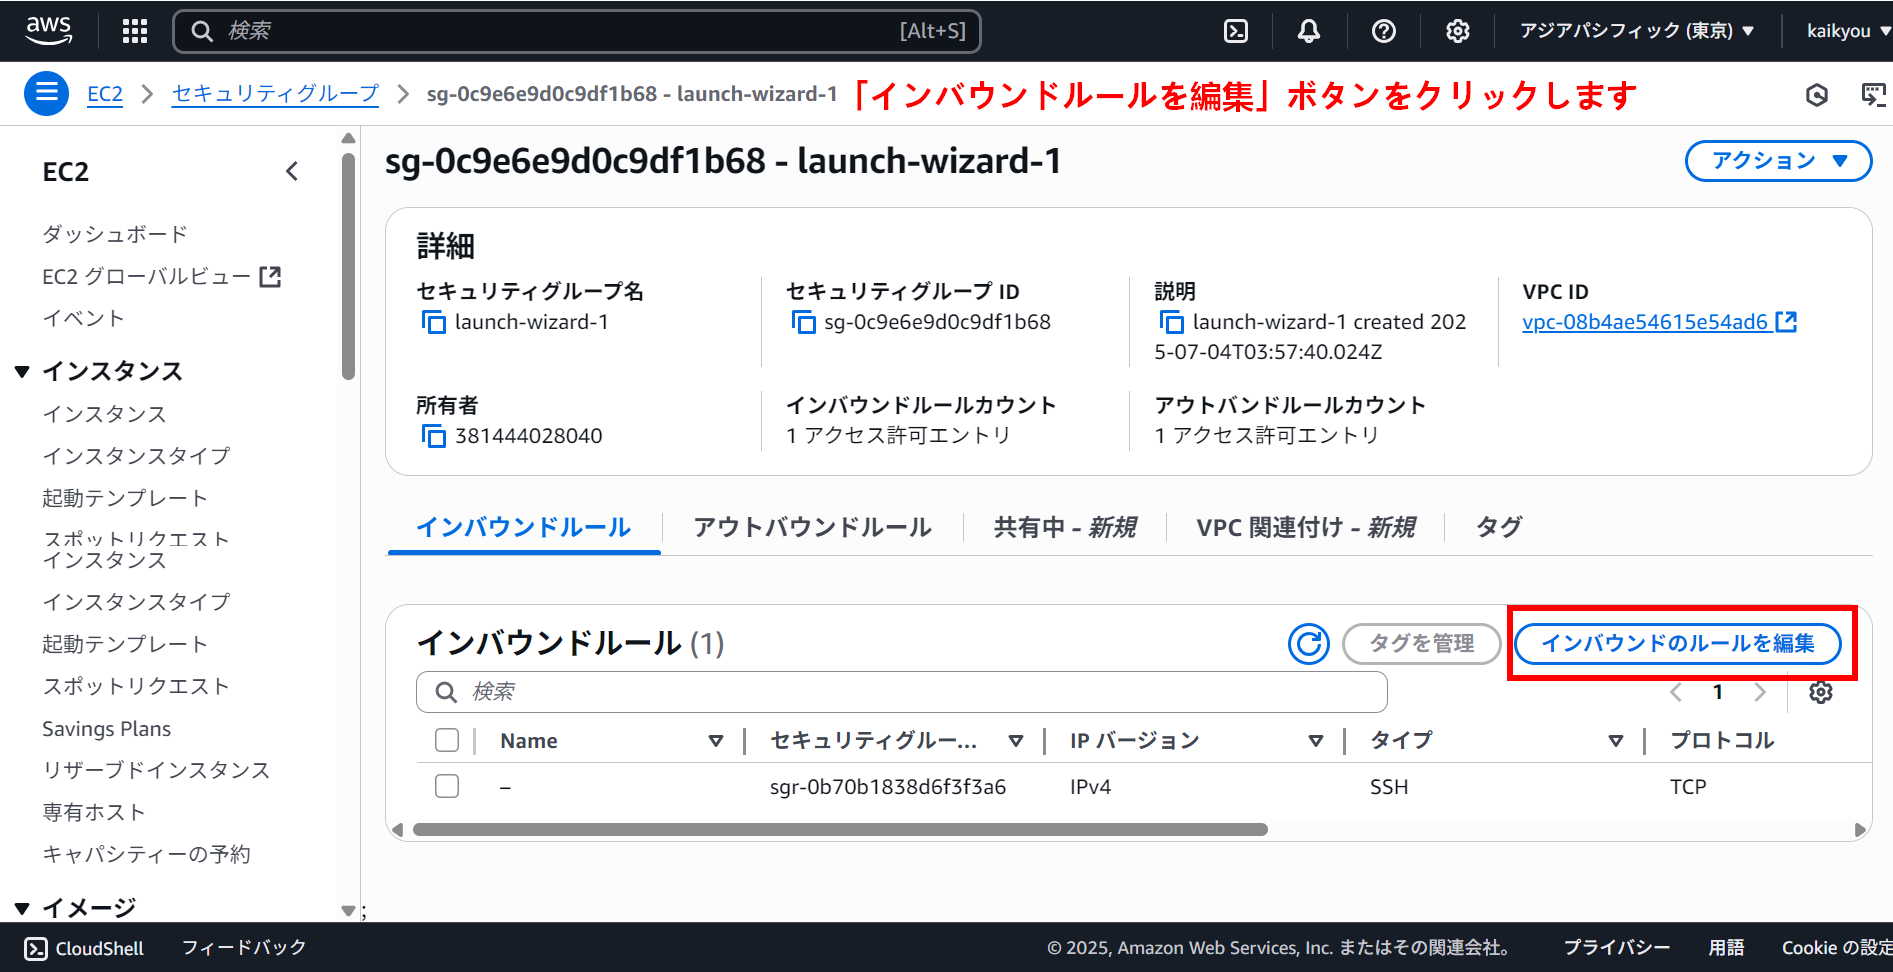 aws
検索 [Alt+S]
アジアパシフィック (東京) ▼
kaikyou ▼
EC2 > セキュリティグループ > sg-0c9e6e9d0c9df1b68 - launch-wizard-1
「インバウンドルールを編集」ボタンをクリックします
EC2
ダッシュボード
EC2 グローバルビュー
イベント
▼ インスタンス
インスタンス
インスタンスタイプ
起動テンプレート
スポットリクエスト
インスタンス
インスタンスタイプ
起動テンプレート
スポットリクエスト
Savings Plans
リザーブドインスタンス
専有ホスト
キャパシティーの予約
▼ イメージ
sg-0c9e6e9d0c9df1b68 - launch-wizard-1
アクション ▼
詳細
セキュリティグループ名
launch-wizard-1
セキュリティグループ ID
sg-0c9e6e9d0c9df1b68
説明
launch-wizard-1 created 202
5-07-04T03:57:40.024Z
VPC ID
vpc-08b4ae54615e54ad6
所有者
381444028040
インバウンドルールカウント
1 アクセス許可エントリ
アウトバンドルールカウント
1 アクセス許可エントリ
インバウンドルール
アウトバウンドルール
共有中 - 新規
VPC 関連付け - 新規
タグ
インバウンドルール (1)
タグを管理
インバウンドのルールを編集
検索
1
Name セキュリティグルー... IP バージョン タイプ プロトコル
– sgr-0b70b1838d6f3f3a6 IPv4 SSH TCP
;
CloudShell フィードバック
© 2025, Amazon Web Services, Inc. またはその関連会社。
プライバシー 用語 Cookie の設定